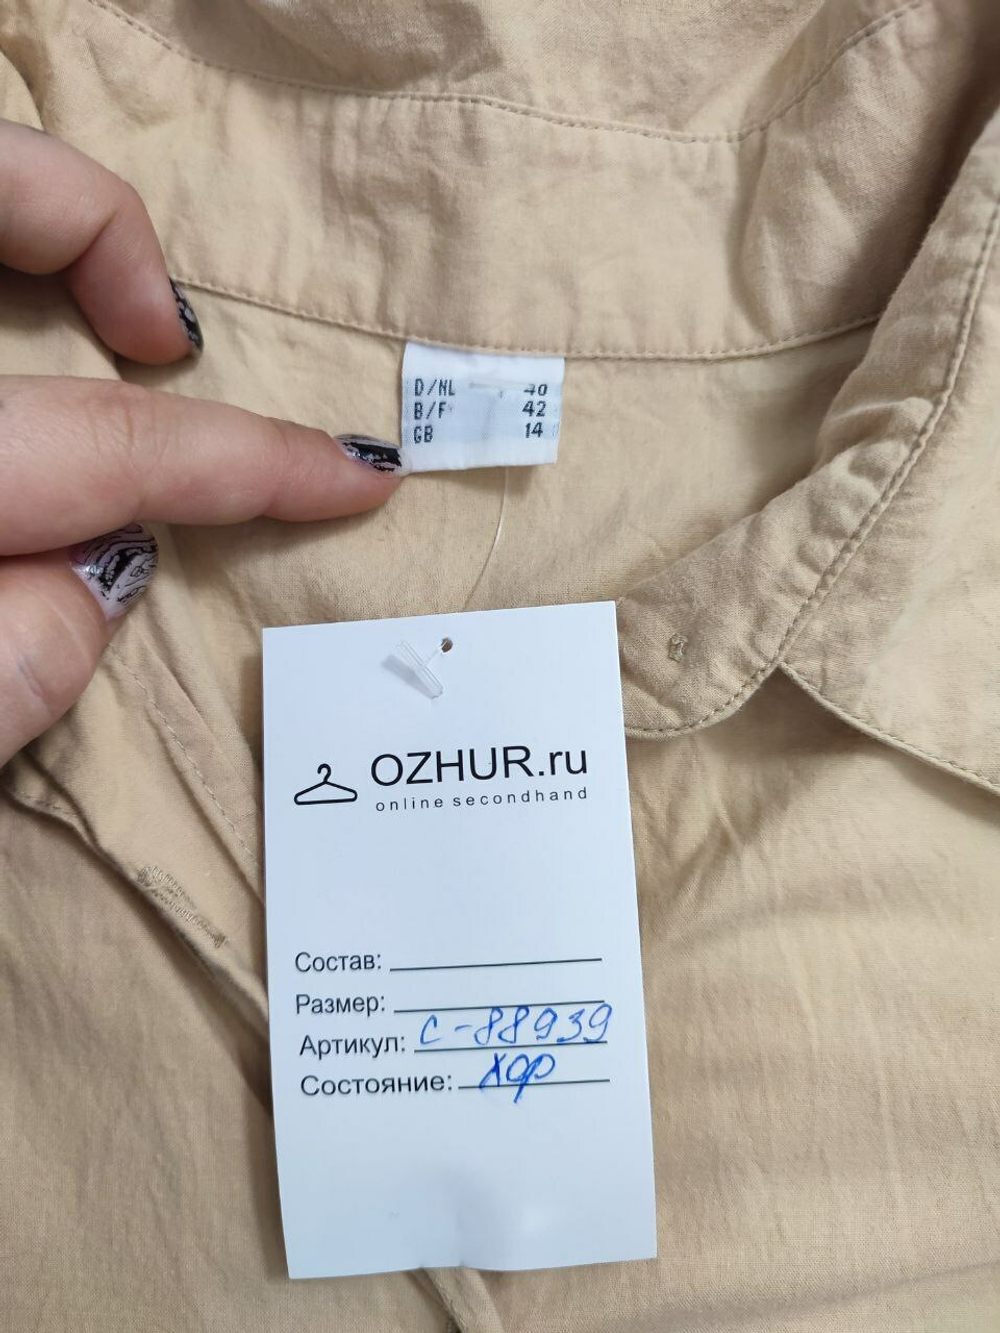 D/NL 40
B/F 42
GB 14
OZHUR.ru
online secondhand
Состав:
Размер:
Артикул: С-88939
Состояние: хор